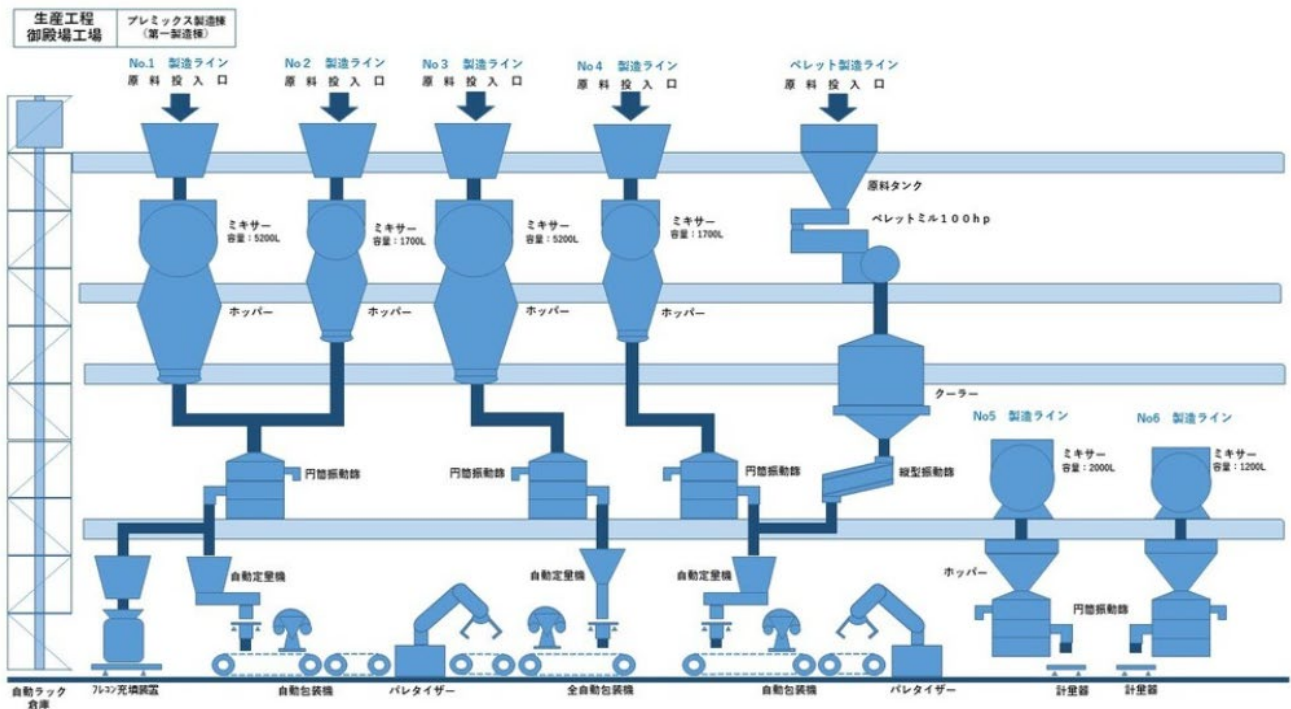 生産工程
御殿場工場
プレミックス製造棟
(第一製造棟)
No.1 製造ライン
原料投入口
No2 製造ライン
原料投入口
No3 製造ライン
原料投入口
No4 製造ライン
原料投入口
ペレット製造ライン
原料投入口
原料タンク
ペレットミル100hp
ミキサー
容量：5200L
ミキサー
容量：1700L
ミキサー
容量：5200L
ミキサー
容量：1700L
ホッパー
ホッパー
ホッパー
ホッパー
クーラー
No5 製造ライン
No6 製造ライン
ミキサー
容量：2000L
ミキサー
容量：1200L
円筒振動篩
円筒振動篩
円筒振動篩
縦型振動篩
ホッパー
自動定量機
自動定量機
自動定量機
円筒振動篩
自動ラック
倉庫
フレコン充填装置
自動包装機
パレタイザー
全自動包装機
自動包装機
パレタイザー
計量器
計量器